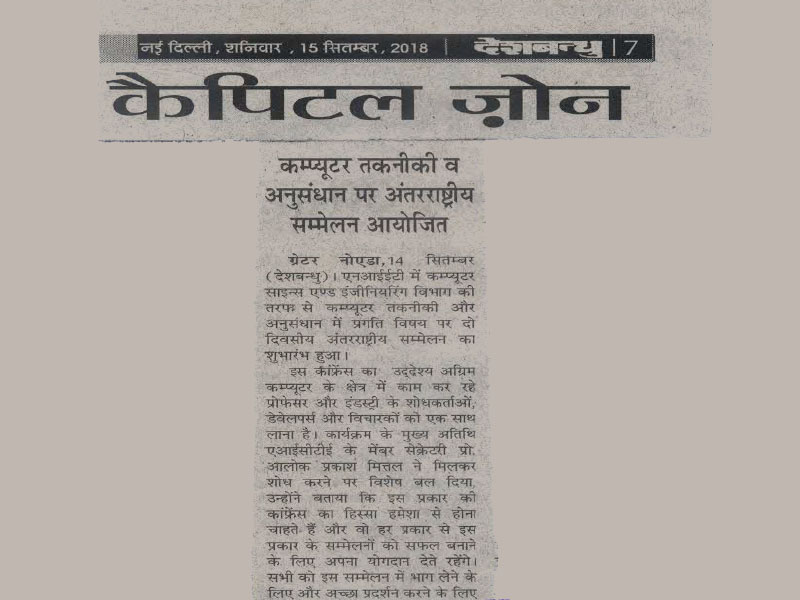 नई दिल्ली, शनिवार , 15 सितम्बर, 2018 | देशबन्धु | 7
कैपिटल ज़ोन
कम्प्यूटर तकनीकी व
अनुसंधान पर अंतरराष्ट्रीय
सम्मेलन आयोजित
ग्रेटर नोएडा,14 सितम्बर
(देशबन्धु)। एनआईईटी में कम्प्यूटर
साइन्स एण्ड इंजीनियरिंग विभाग की
तरफ से कम्प्यूटर तकनीकी और
अनुसंधान में प्रगति विषय पर दो
दिवसीय अंतरराष्ट्रीय सम्मेलन का
शुभारंभ हुआ।
इस कांफ्रेंस का उद्देश्य अग्रिम
कम्प्यूटर के क्षेत्र में काम कर रहे
प्रोफेसर और इंडस्ट्री के शोधकर्ताओं,
डेवेलपर्स और विचारकों को एक साथ
लाना है। कार्यक्रम के मुख्य अतिथि
एआईसीटीई के मेंबर सेक्रेटरी प्रो.
आलोक प्रकाश मित्तल ने मिलकर
शोध करने पर विशेष बल दिया.
उन्होंने बताया कि इस प्रकार की
कांफ्रेंस का हिस्सा हमेशा से होना
चाहते हैं और वो हर प्रकार से इस
प्रकार के सम्मेलनों को सफल बनाने
के लिए अपना योगदान देते रहेंगे।
सभी को इस सम्मेलन में भाग लेने के
लिए और अच्छा प्रदर्शन करने के लिए